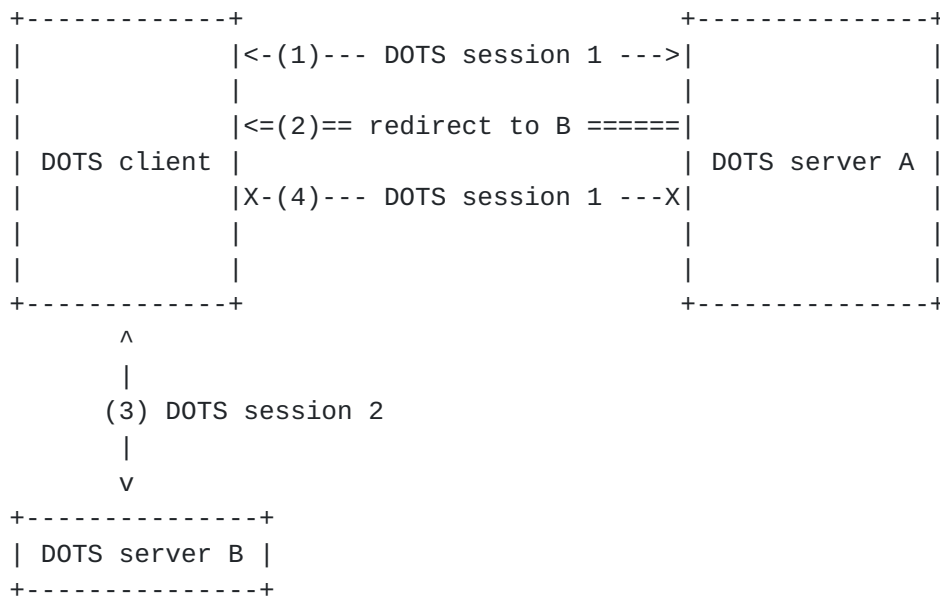 +-------------+                            +---------------+
|             |<-(1)--- DOTS session 1 --->|               |
|             |                            |               |
|             |<=(2)== redirect to B ======|               |
| DOTS client |                            | DOTS server A |
|             |X-(4)--- DOTS session 1 ---X|               |
|             |                            |               |
|             |                            |               |
+-------------+                            +---------------+
       ^
       |
      (3) DOTS session 2
       |
       v
+---------------+
| DOTS server B |
+---------------+